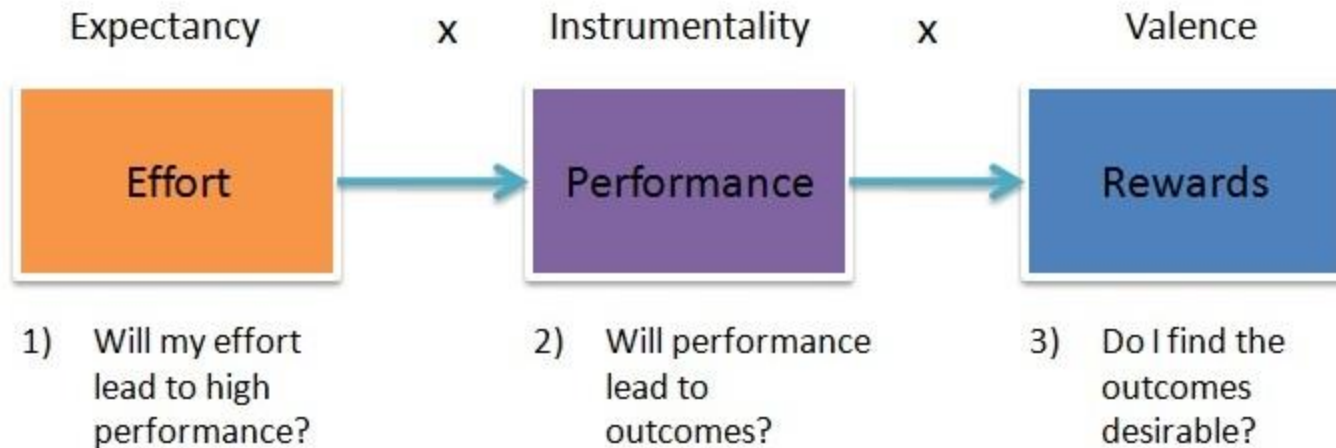 Expectancy x Instrumentality x Valence
Effort Performance Rewards
1) Will my effort
lead to high
performance?
2) Will performance
lead to
outcomes?
3) Do I find the
outcomes
desirable?